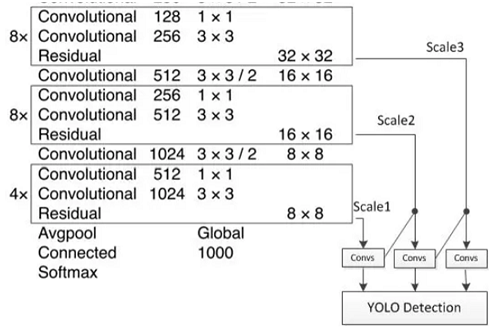 Convolutional 128 1 × 1
8× Convolutional 256 3 × 3
Residual 32 × 32
Scale3
Convolutional 512 3 × 3 / 2 16 × 16
Convolutional 256 1 × 1
8× Convolutional 512 3 × 3
Scale2
Residual 16 × 16
Convolutional 1024 3 × 3 / 2 8 × 8
Convolutional 512 1 × 1
4× Convolutional 1024 3 × 3
Residual 8 × 8
Scale1
Avgpool Global
Connected 1000
Softmax
Convs Convs Convs
YOLO Detection